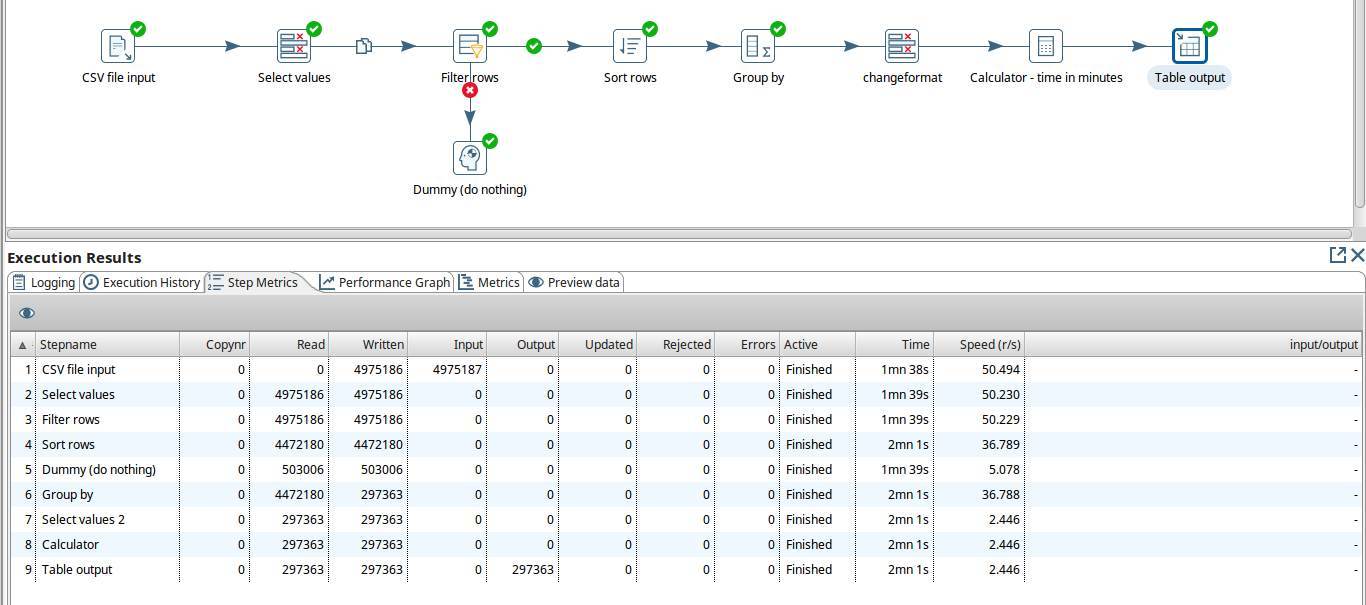 CSV file input Select values Filter rows Sort rows Group by changeformat Calculator - time in minutes Table output
Dummy (do nothing)
Execution Results
Logging Execution History Step Metrics Performance Graph Metrics Preview data
Stepname Copynr Read Written Input Output Updated Rejected Errors Active Time Speed (r/s) input/output
1 CSV file input 0 0 4975186 4975187 0 0 0 0 Finished 1mn 38s 50.494 -
2 Select values 0 4975186 4975186 0 0 0 0 0 Finished 1mn 39s 50.230 -
3 Filter rows 0 4975186 4975186 0 0 0 0 0 Finished 1mn 39s 50.229 -
4 Sort rows 0 4472180 4472180 0 0 0 0 0 Finished 2mn 1s 36.789 -
5 Dummy (do nothing) 0 503006 503006 0 0 0 0 0 Finished 1mn 39s 5.078 -
6 Group by 0 4472180 297363 0 0 0 0 0 Finished 2mn 1s 36.788 -
7 Select values 2 0 297363 297363 0 0 0 0 0 Finished 2mn 1s 2.446 -
8 Calculator 0 297363 297363 0 0 0 0 0 Finished 2mn 1s 2.446 -
9 Table output 0 297363 297363 0 297363 0 0 0 Finished 2mn 1s 2.446 -